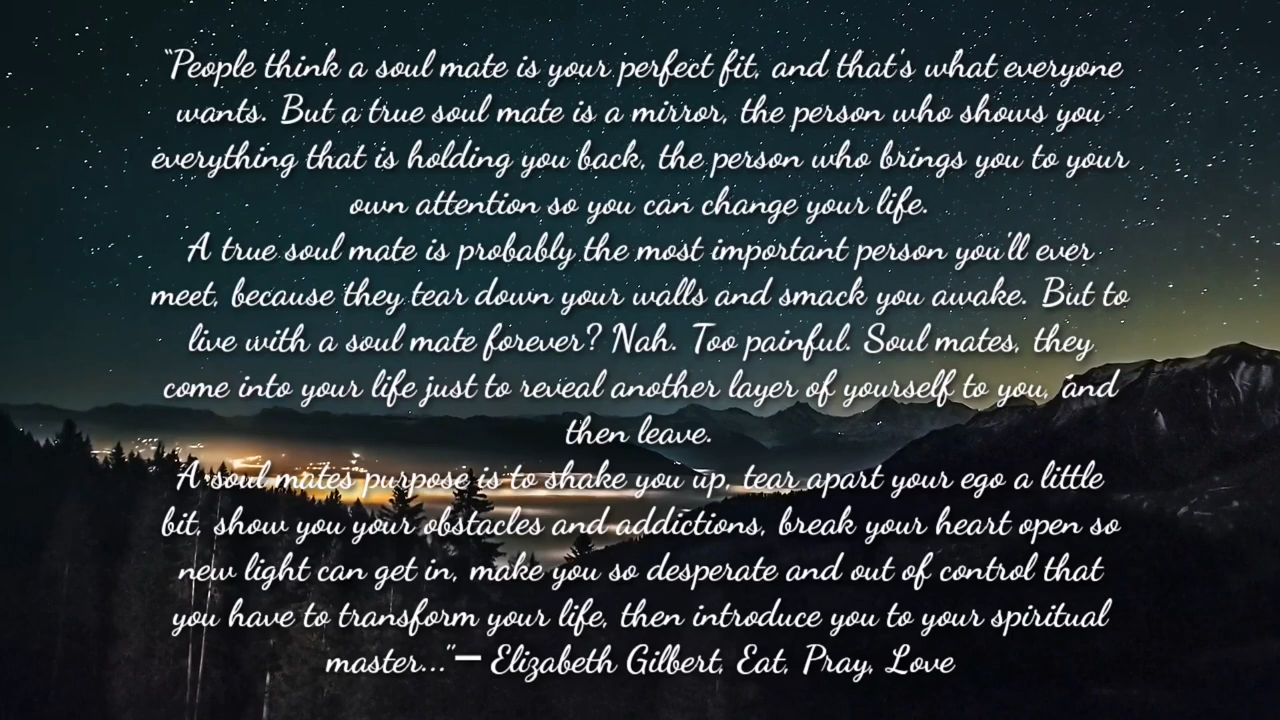 "People think a soul mate is your perfect fit, and that's what everyone
wants. But a true soul mate is a mirror, the person who shows you
everything that is holding you back, the person who brings you to your
own attention so you can change your life.
A true soul mate is probably the most important person you'll ever
meet, because they tear down your walls and smack you awake. But to
live with a soul mate forever? Nah. Too painful. Soul mates, they
come into your life just to reveal another layer of yourself to you, and
then leave.
A soul mates purpose is to shake you up, tear apart your ego a little
bit, show you your obstacles and addictions, break your heart open so
new light can get in, make you so desperate and out of control that
you have to transform your life, then introduce you to your spiritual
master..."― Elizabeth Gilbert, Eat, Pray, Love